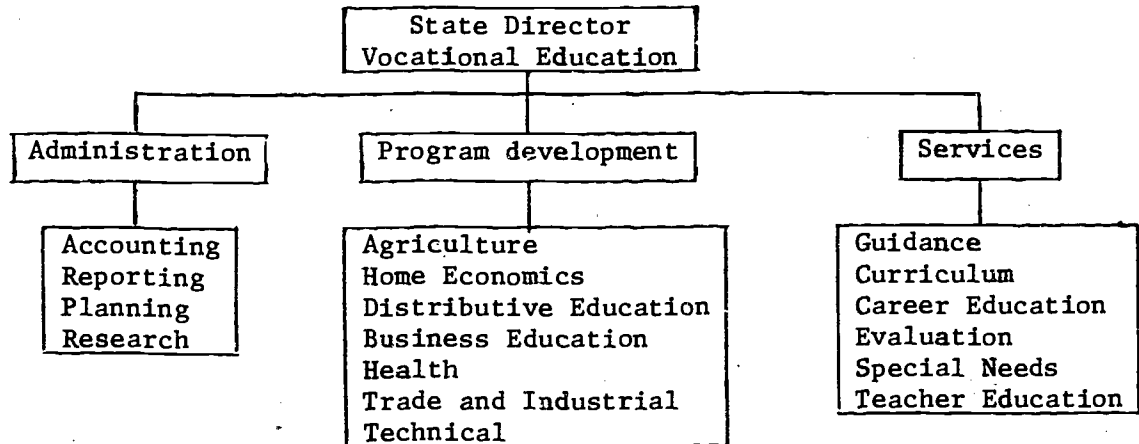 State Director
Vocational Education
Administration
Program development
Services
Accounting
Reporting
Planning
Research
Agriculture
Home Economics
Distributive Education
Business Education
Health
Trade and Industrial
Technical
Guidance
Curriculum
Career Education
Evaluation
Special Needs
Teacher Education